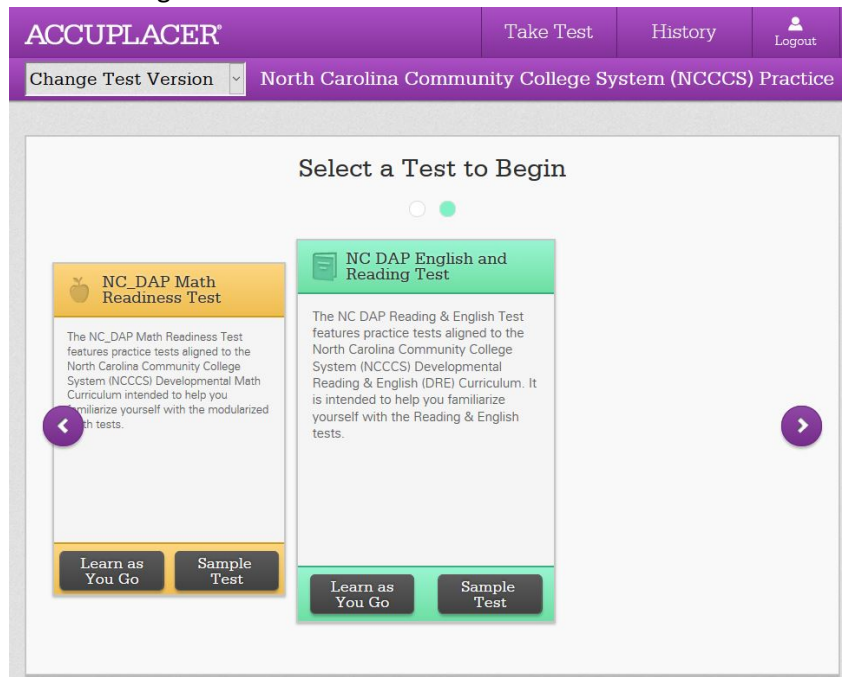 ACCUPLACER®
Take Test
History
Logout
Change Test Version
North Carolina Community College System (NCCCS) Practice
Select a Test to Begin
NC_DAP Math
Readiness Test
The NC_DAP Math Readiness Test
features practice tests aligned to the
North Carolina Community College
System (NCCCS) Developmental Math
Curriculum intended to help you
familiarize yourself with the modularized
math tests.
Learn as
You Go
Sample
Test
NC DAP English and
Reading Test
The NC DAP Reading & English Test
features practice tests aligned to the
North Carolina Community College
System (NCCCS) Developmental
Reading & English (DRE) Curriculum. It
is intended to help you familiarize
yourself with the Reading & English
tests.
Learn as
You Go
Sample
Test